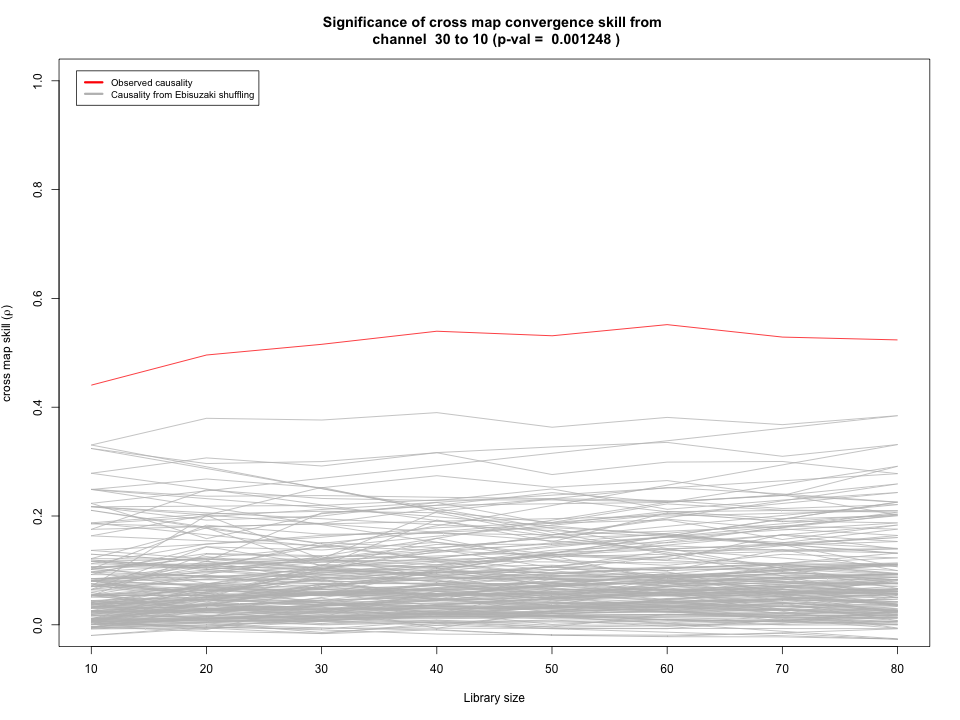 Significance of cross map convergence skill from
channel  30 to 10 (p-val =  0.001248 )
Observed causality
Causality from Ebisuzaki shuffling
1.0
0.8
0.6
0.4
0.2
0.0
cross map skill (ρ)
10 20 30 40 50 60 70 80
Library size